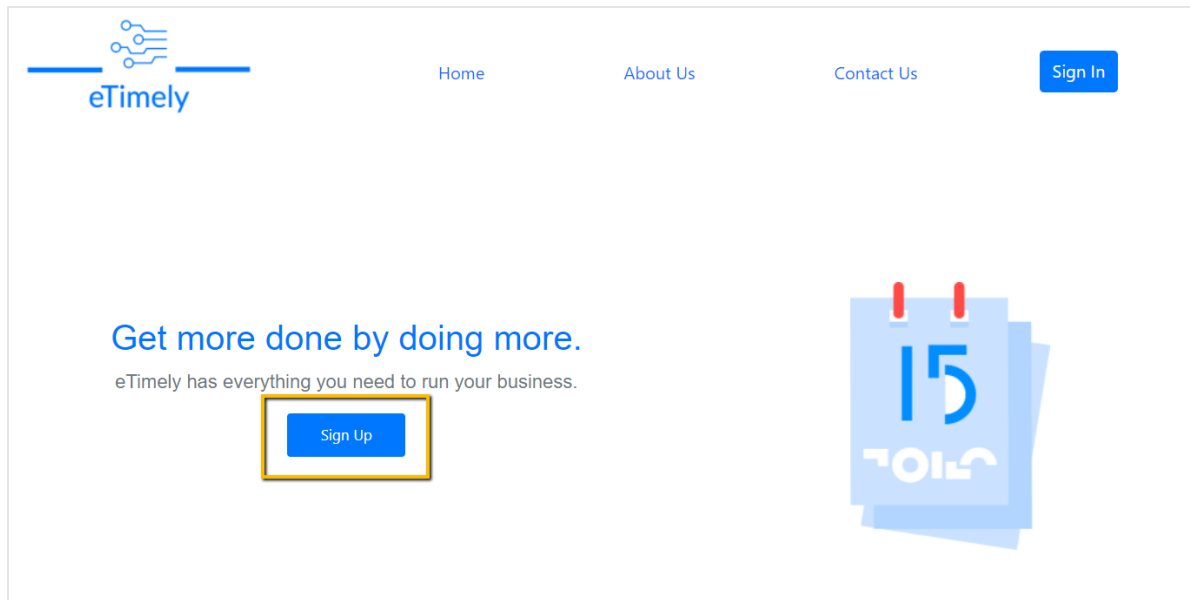 eTimely
Home About Us Contact Us Sign In
Get more done by doing more.
eTimely has everything you need to run your business.
Sign Up
15